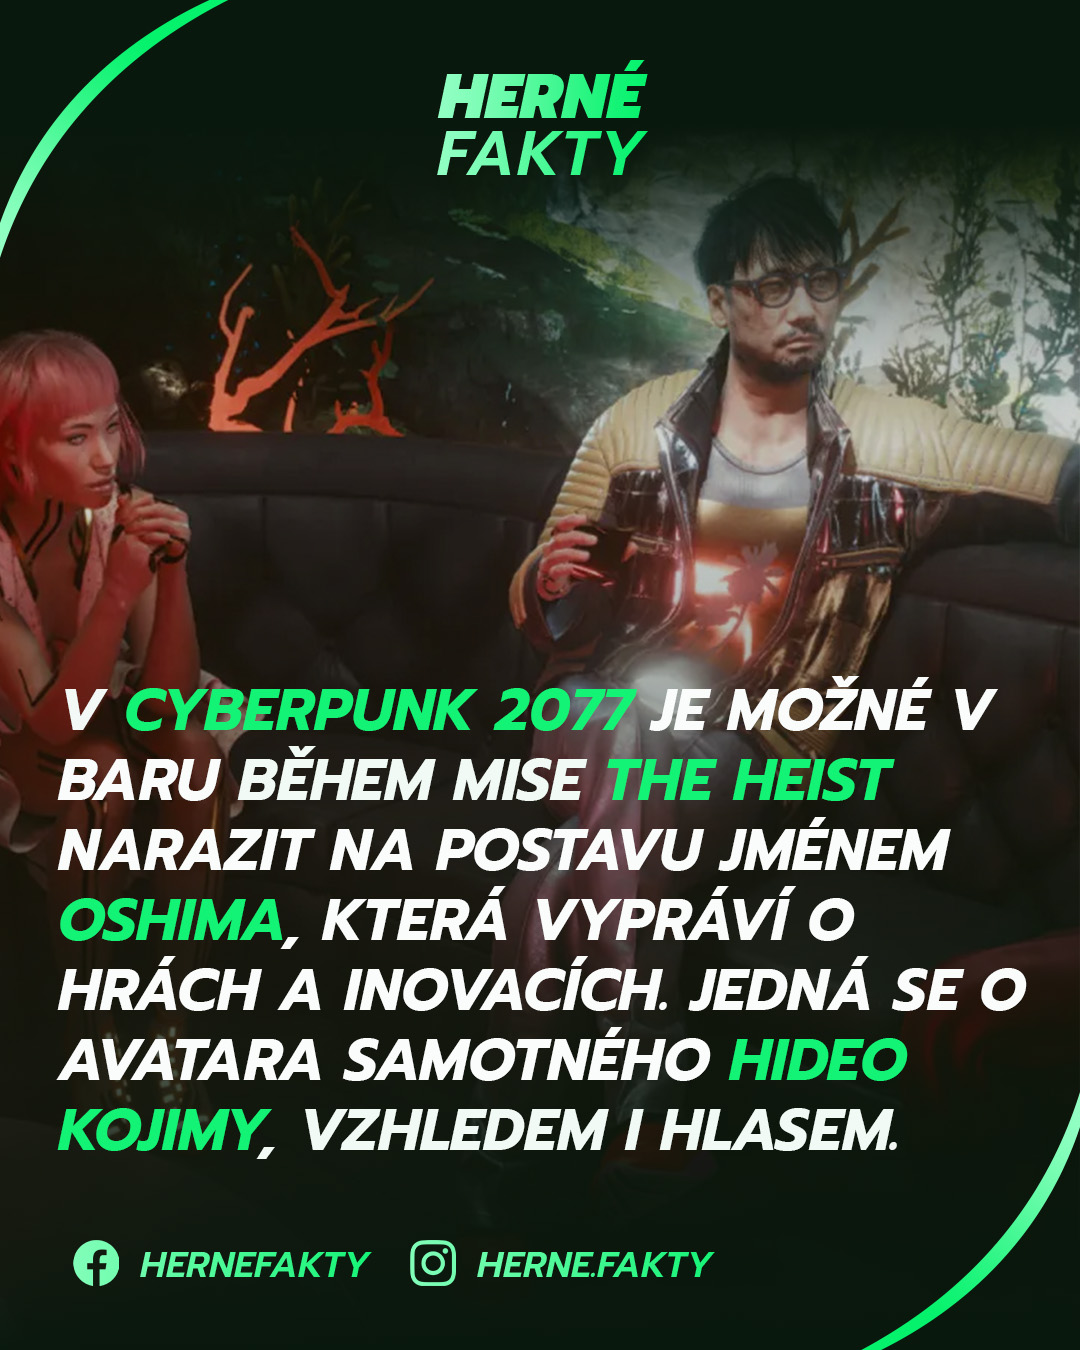 HERNÉ
FAKTY
V CYBERPUNK 2077 JE MOŽNÉ V
BARU BĚHEM MISE THE HEIST
NARAZIT NA POSTAVU JMÉNEM
OSHIMA, KTERÁ VYPRÁVÍ O
HRÁCH A INOVACÍCH. JEDNÁ SE O
AVATARA SAMOTNÉHO HIDEO
KOJIMY, VZHLEDEM I HLASEM.
HERNEFAKTY HERNE.FAKTY